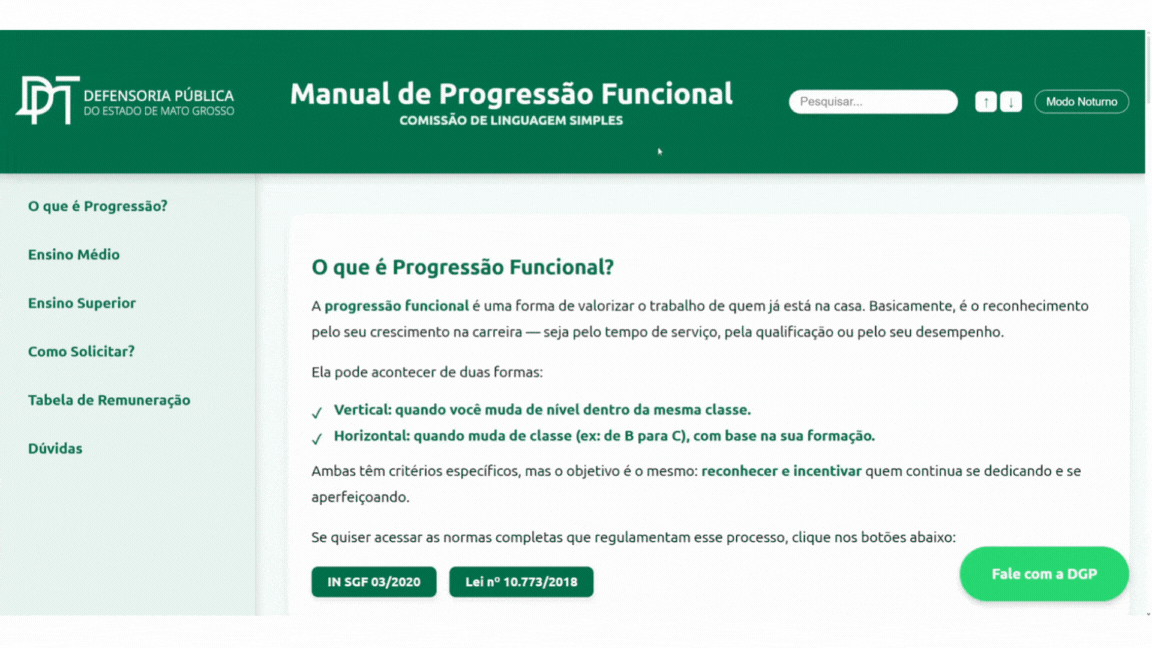 DEFENSORIA PÚBLICA
DO ESTADO DE MATO GROSSO
Manual de Progressão Funcional
COMISSÃO DE LINGUAGEM SIMPLES
Pesquisar...
↑ ↓
Modo Noturno
O que é Progressão?
Ensino Médio
Ensino Superior
Como Solicitar?
Tabela de Remuneração
Dúvidas
O que é Progressão Funcional?
A progressão funcional é uma forma de valorizar o trabalho de quem já está na casa. Basicamente, é o reconhecimento
pelo seu crescimento na carreira — seja pelo tempo de serviço, pela qualificação ou pelo seu desempenho.
Ela pode acontecer de duas formas:
✓ Vertical: quando você muda de nível dentro da mesma classe.
✓ Horizontal: quando muda de classe (ex: de B para C), com base na sua formação.
Ambas têm critérios específicos, mas o objetivo é o mesmo: reconhecer e incentivar quem continua se dedicando e se
aperfeiçoando.
Se quiser acessar as normas completas que regulamentam esse processo, clique nos botões abaixo:
IN SGF 03/2020
Lei nº 10.773/2018
Fale com a DGP